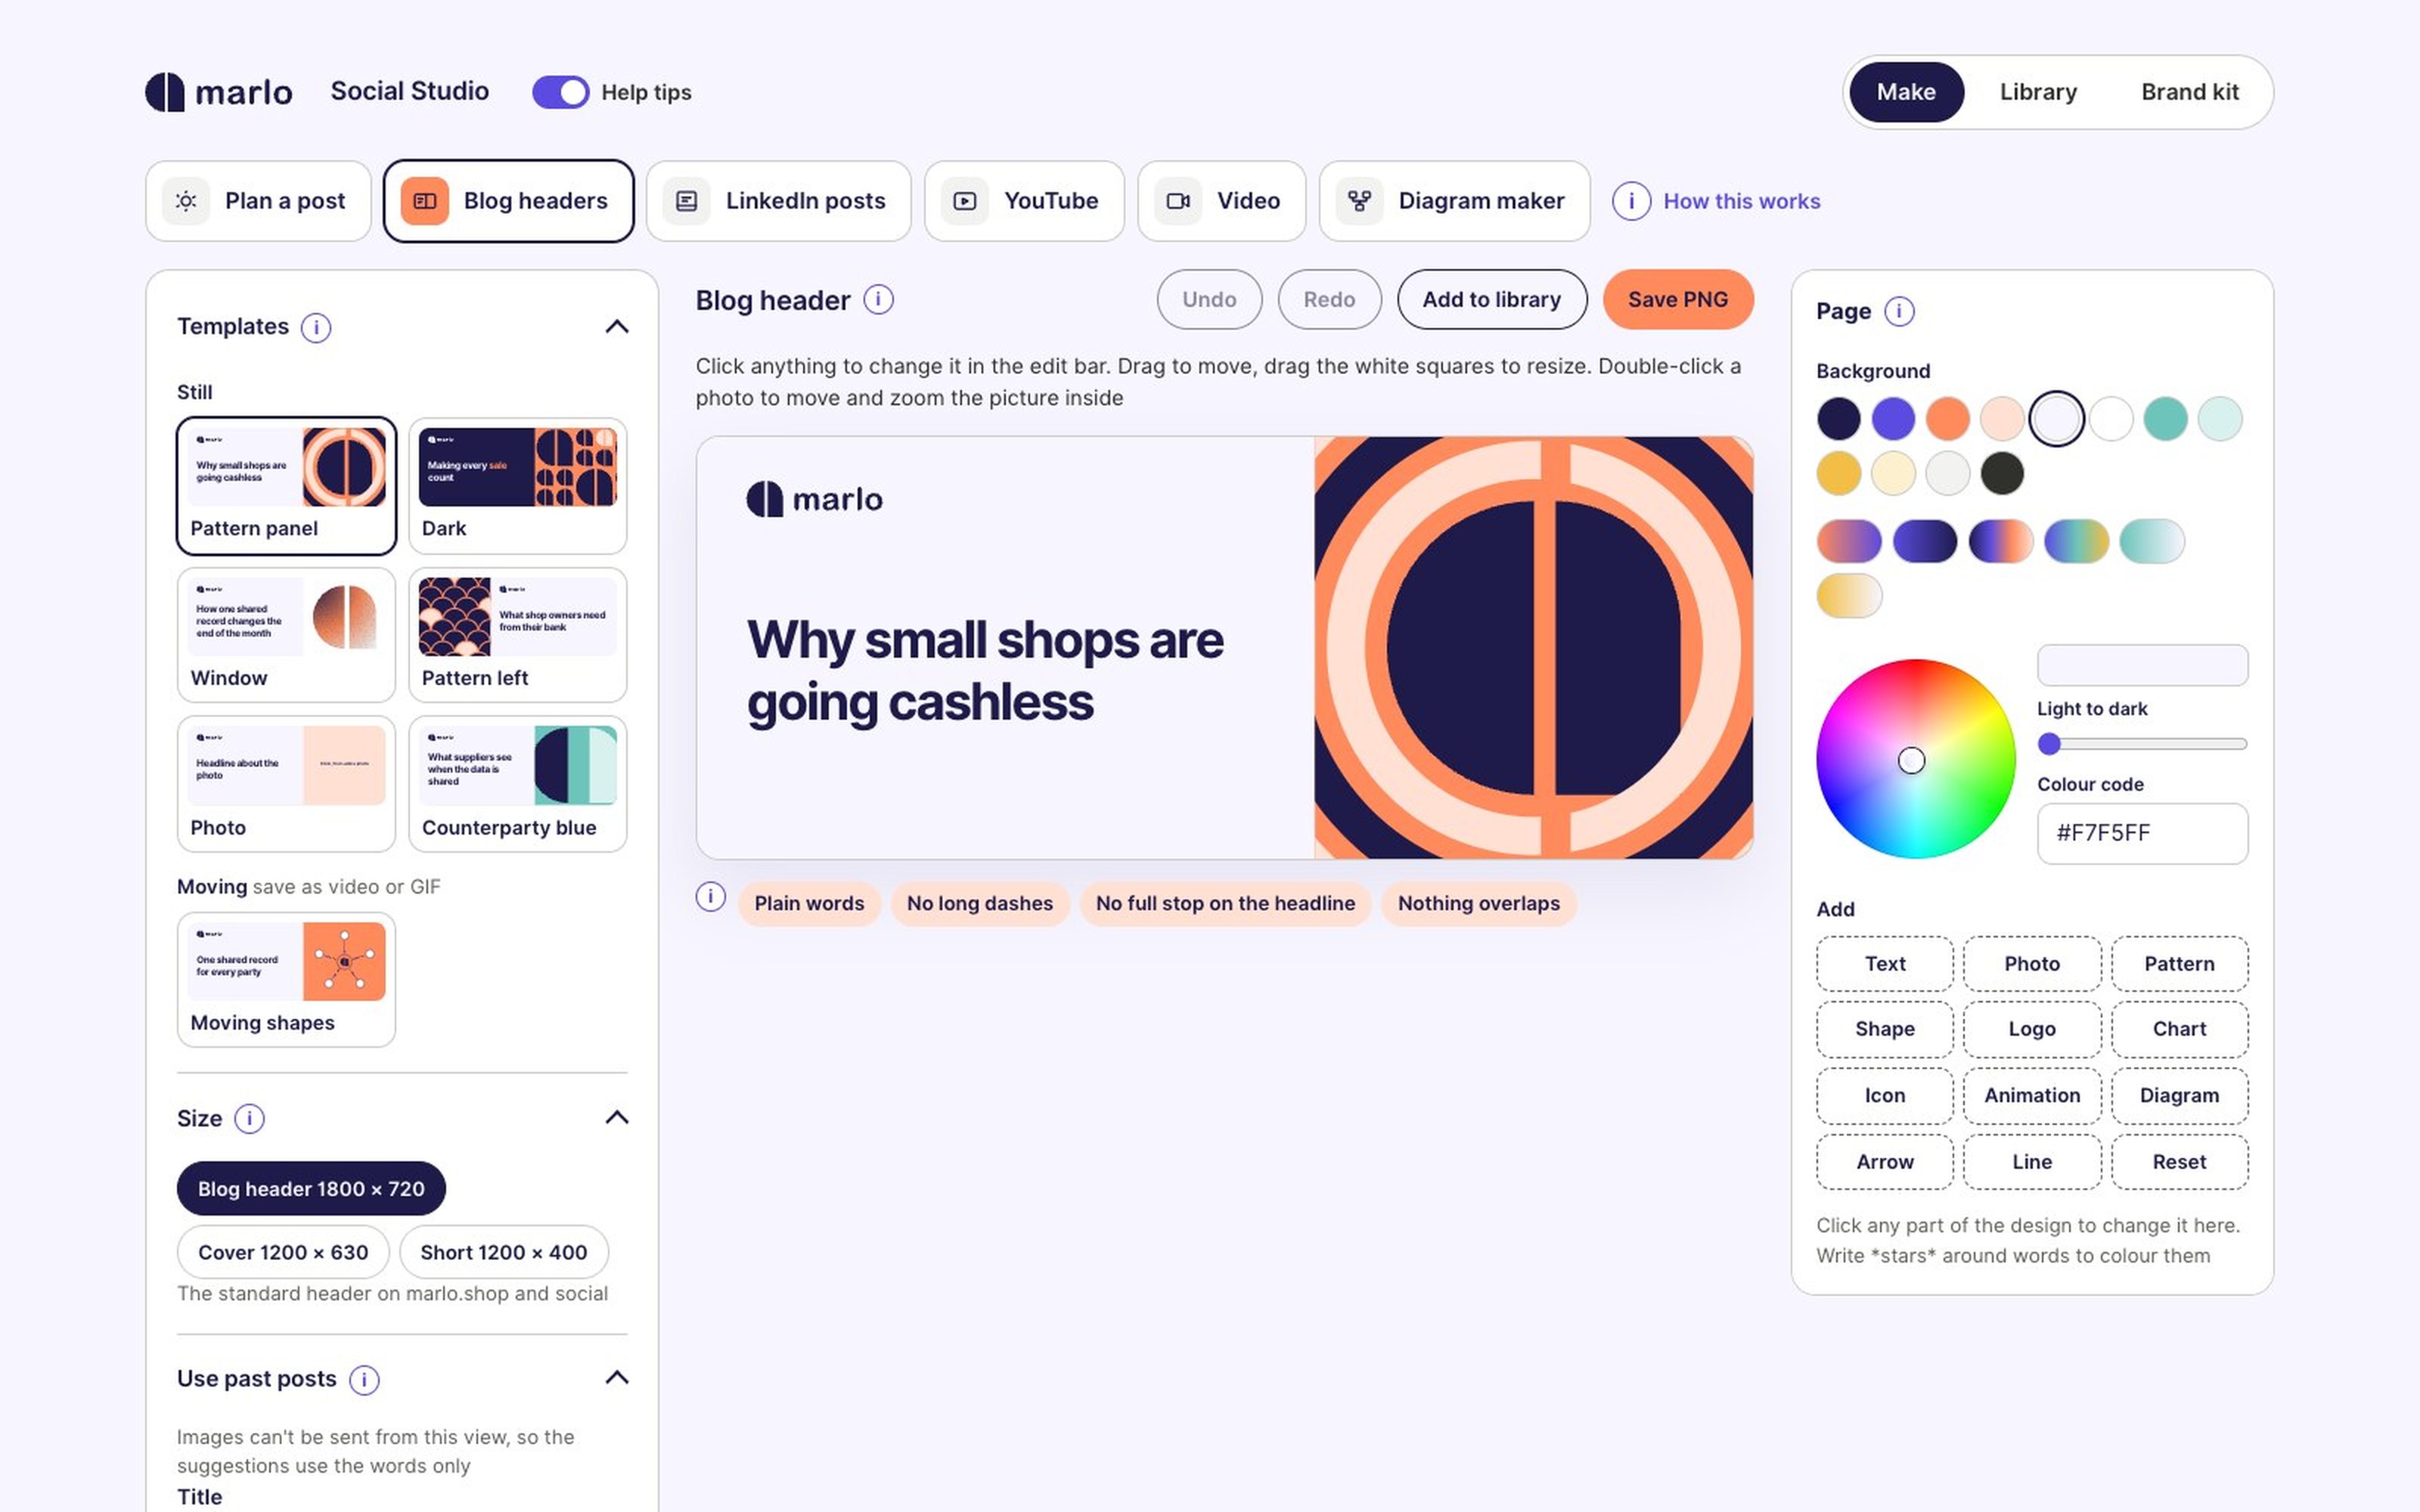 marlo
Social Studio
Help tips
Make
Library
Brand kit
Plan a post
Blog headers
LinkedIn posts
YouTube
Video
Diagram maker
i
How this works
Templates i
Still
marlo
Why small shops are
going cashless
Pattern panel
marlo
Making every sale
count
Dark
marlo
How one shared
record changes the
end of the month
Window
marlo
What shop owners need
from their bank
Pattern left
marlo
Headline about the
photo
Photo
marlo
What suppliers see
when the data is
shared
Counterparty blue
Moving save as video or GIF
marlo
One shared record
for every party
Moving shapes
Size i
Blog header 1800 × 720
Cover 1200 × 630
Short 1200 × 400
The standard header on marlo.shop and social
Use past posts i
Images can't be sent from this view, so the
suggestions use the words only
Title
Blog header i
Undo
Redo
Add to library
Save PNG
Click anything to change it in the edit bar. Drag to move, drag the white squares to resize. Double-click a
photo to move and zoom the picture inside
marlo
Why small shops are
going cashless
i
Plain words
No long dashes
No full stop on the headline
Nothing overlaps
Page i
Background
Light to dark
Colour code
#F7F5FF
Add
Text
Photo
Pattern
Shape
Logo
Chart
Icon
Animation
Diagram
Arrow
Line
Reset
Click any part of the design to change it here.
Write *stars* around words to colour them